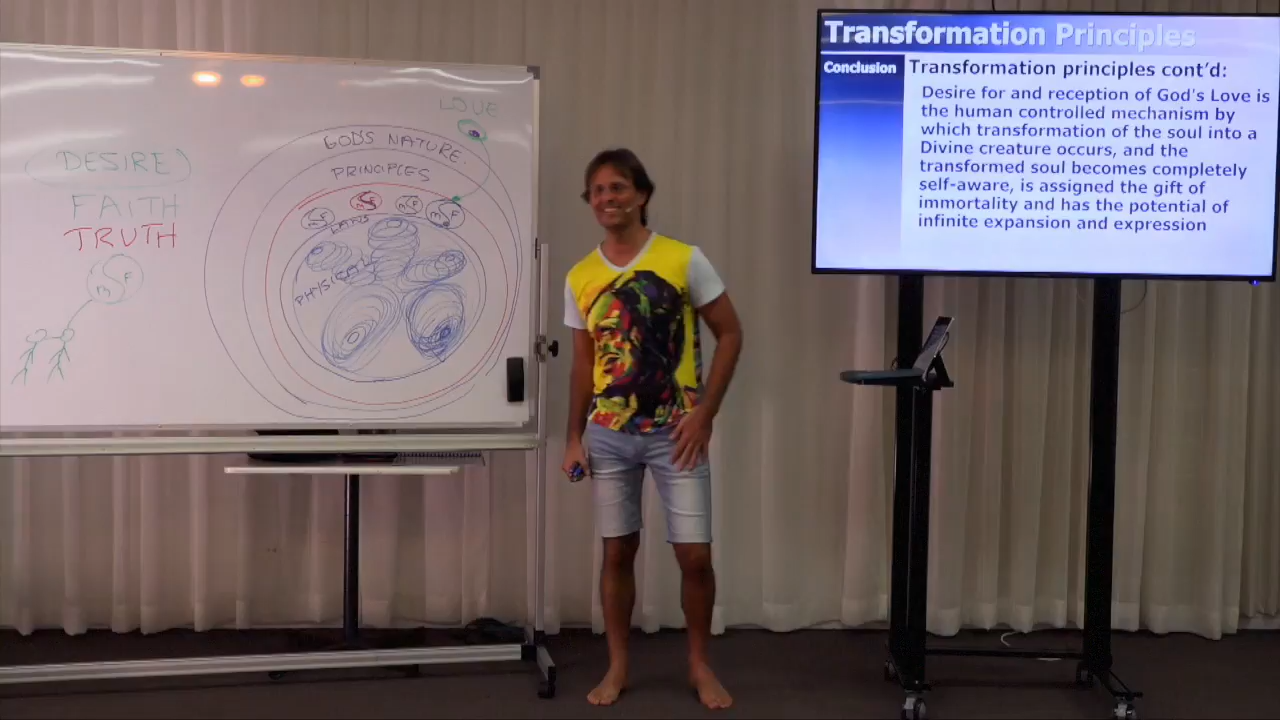 DESIRE
FAITH
TRUTH
M F
LOVE
GOD'S NATURE
PRINCIPLES
M F
M F
M F
M F
LAWS
Transformation Principles
Conclusion
Transformation principles cont'd:
Desire for and reception of God's Love is
the human controlled mechanism by
which transformation of the soul into a
Divine creature occurs, and the
transformed soul becomes completely
self-aware, is assigned the gift of
immortality and has the potential of
infinite expansion and expression